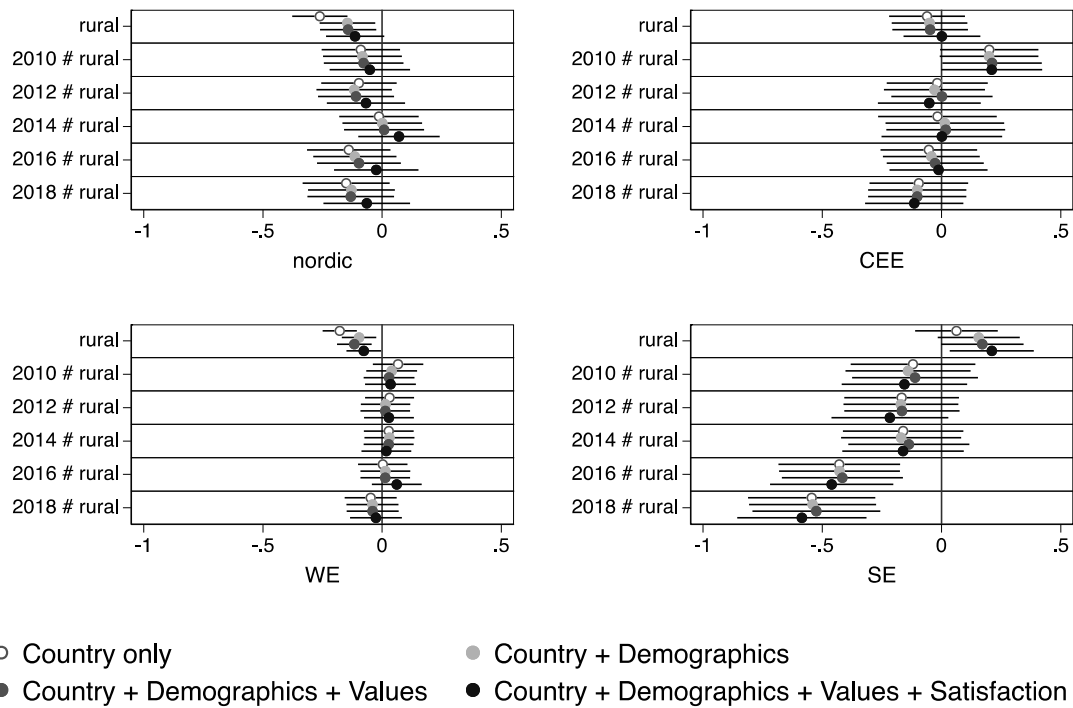 rural
2010 # rural
2012 # rural
2014 # rural
2016 # rural
2018 # rural
-1 -.5 0 .5
nordic
rural
2010 # rural
2012 # rural
2014 # rural
2016 # rural
2018 # rural
-1 -.5 0 .5
CEE
rural
2010 # rural
2012 # rural
2014 # rural
2016 # rural
2018 # rural
-1 -.5 0 .5
WE
rural
2010 # rural
2012 # rural
2014 # rural
2016 # rural
2018 # rural
-1 -.5 0 .5
SE
Country only
Country + Demographics
Country + Demographics + Values
Country + Demographics + Values + Satisfaction